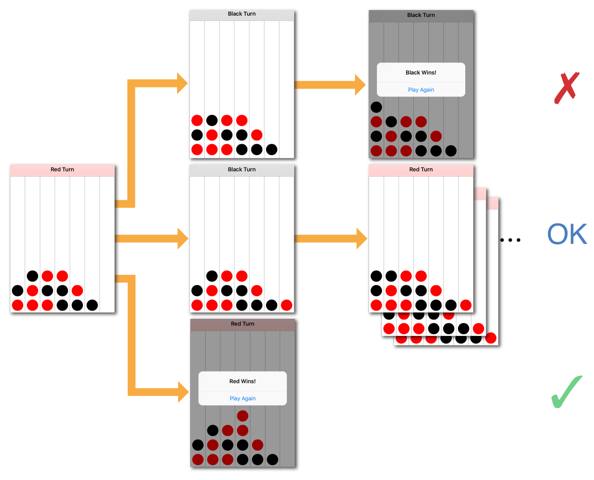 Black Turn
Black Turn
Black Wins!
Play Again
Red Turn
Black Turn
Red Turn
...
OK
Red Turn
Red Wins!
Play Again